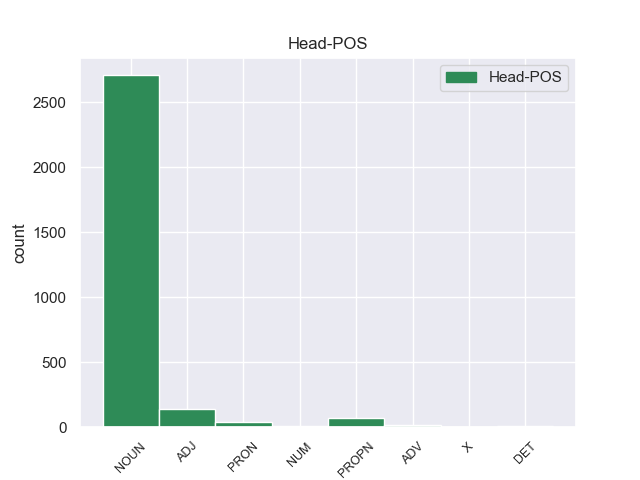 Head-POS
Head-POS
2500
2000
1500
1000
500
0
count
NOUN
ADJ
PRON
NUM
PROPN
ADV
X
DET